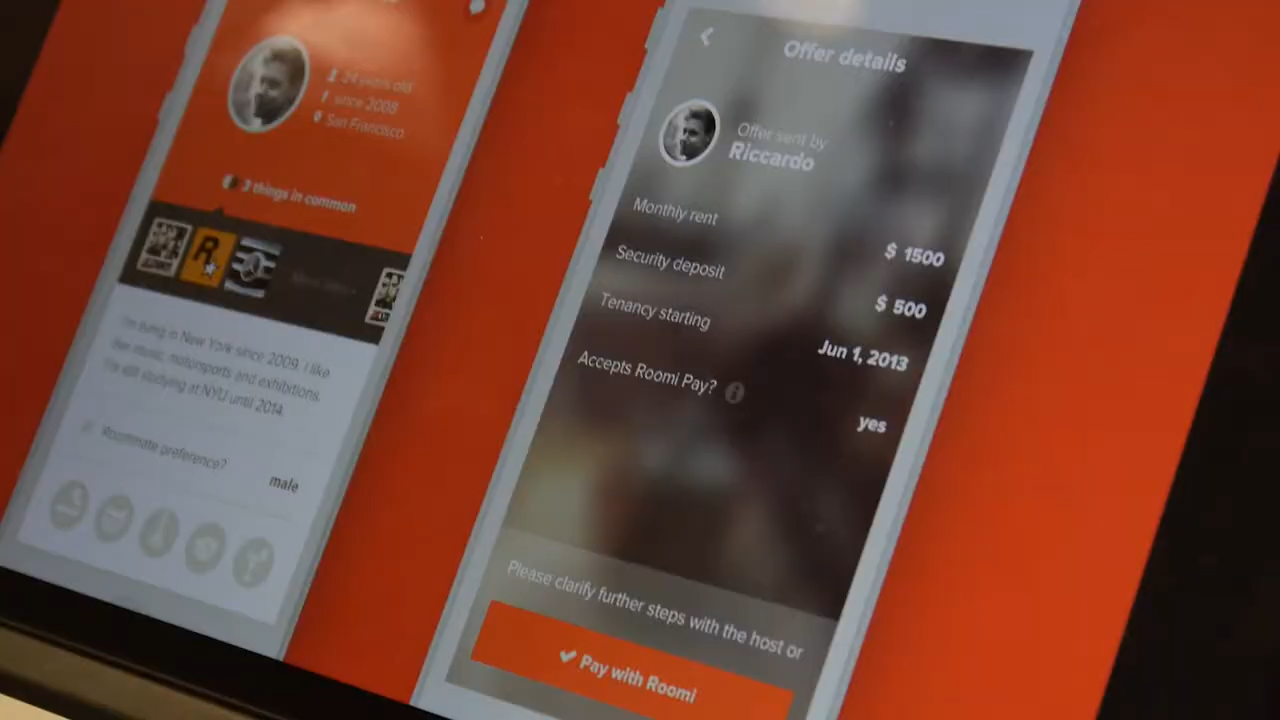 24 years old
since 2008
San Francisco
3 things in common
R
I'm living in New York since 2009. I like
live music, motorsports and exhibitions.
I'm still studying at NYU until 2014.
Roommate preference?
male
Offer details
Offer sent by
Riccardo
Monthly rent
$ 1500
Security deposit
$ 500
Tenancy starting
Jun 1, 2013
Accepts Roomi Pay?
yes
Please clarify further steps with the host or
Pay with Roomi